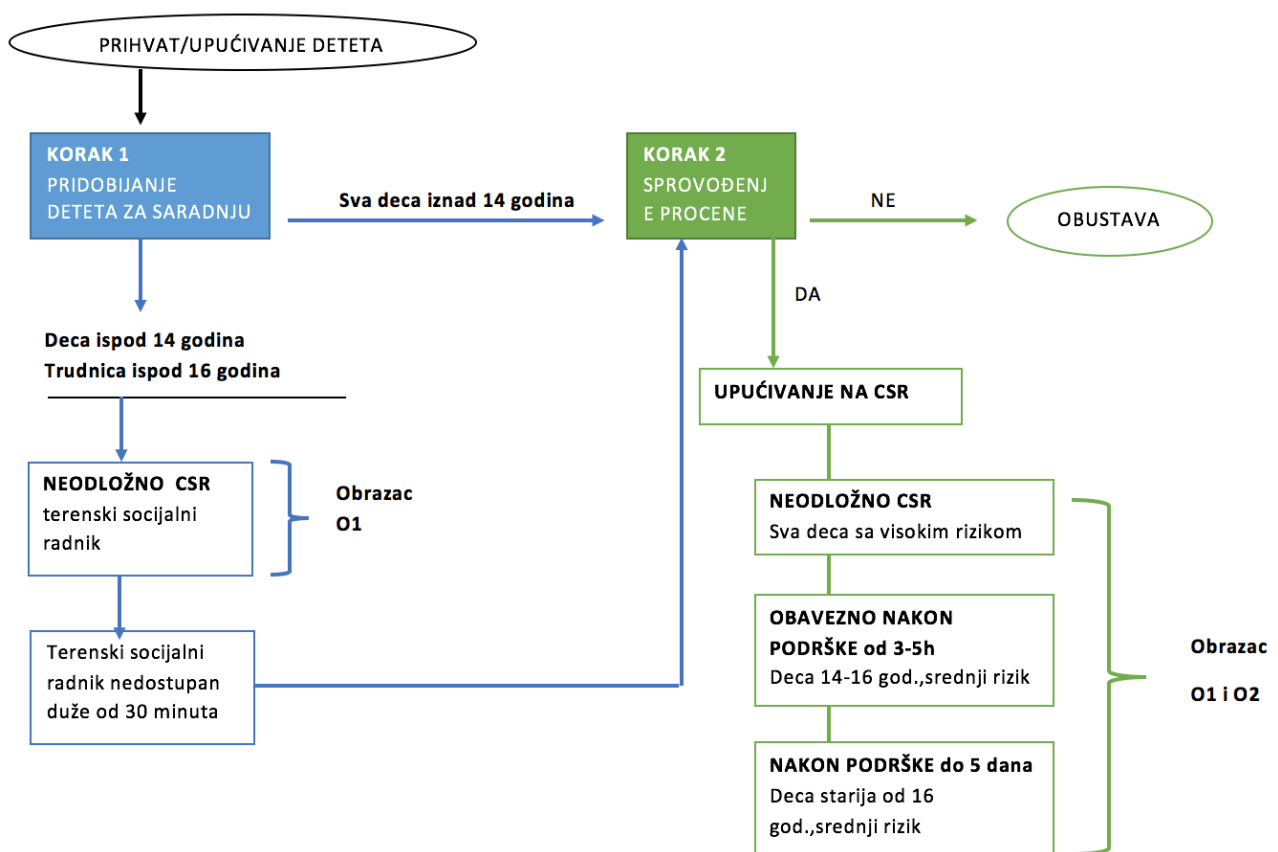 PRIHVAT/UPUĆIVANJE DETETA
KORAK 1
PRIDOBIJANJE
DETETA ZA SARADNJU
Sva deca iznad 14 godina
KORAK 2
SPROVOĐENJ
E PROCENE
NE
OBUSTAVA
DA
Deca ispod 14 godina
Trudnica ispod 16 godina
UPUĆIVANJE NA CSR
NEODLOŽNO CSR
terenski socijalni
radnik
Obrazac
O1
NEODLOŽNO CSR
Sva deca sa visokim rizikom
Terenski socijalni
radnik nedostupan
duže od 30 minuta
OBAVEZNO NAKON
PODRŠKE od 3-5h
Deca 14-16 god.,srednji rizik
Obrazac
O1 i O2
NAKON PODRŠKE do 5 dana
Deca starija od 16
god.,srednji rizik